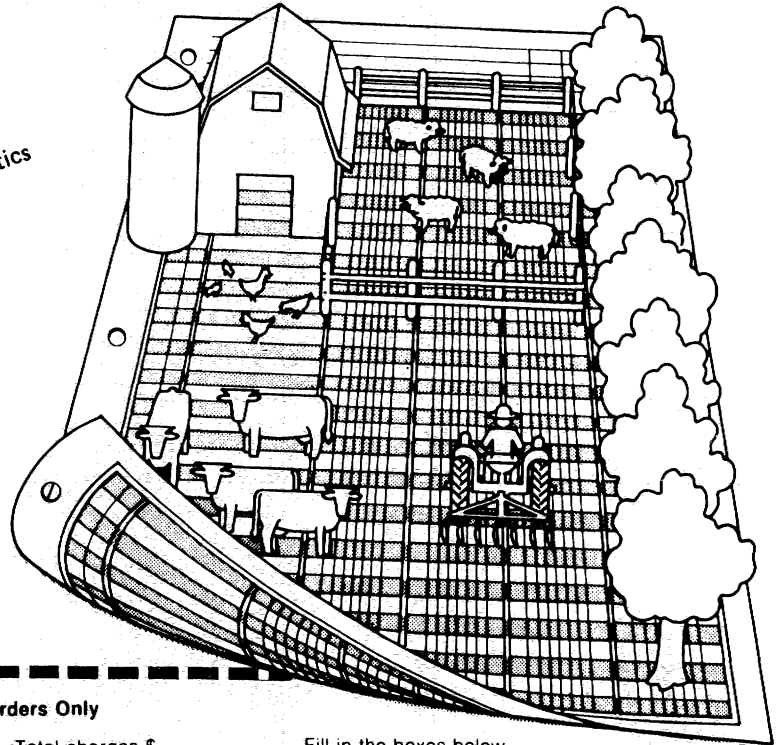 tics
rders Only
Total charges $
Fill in the boxes below